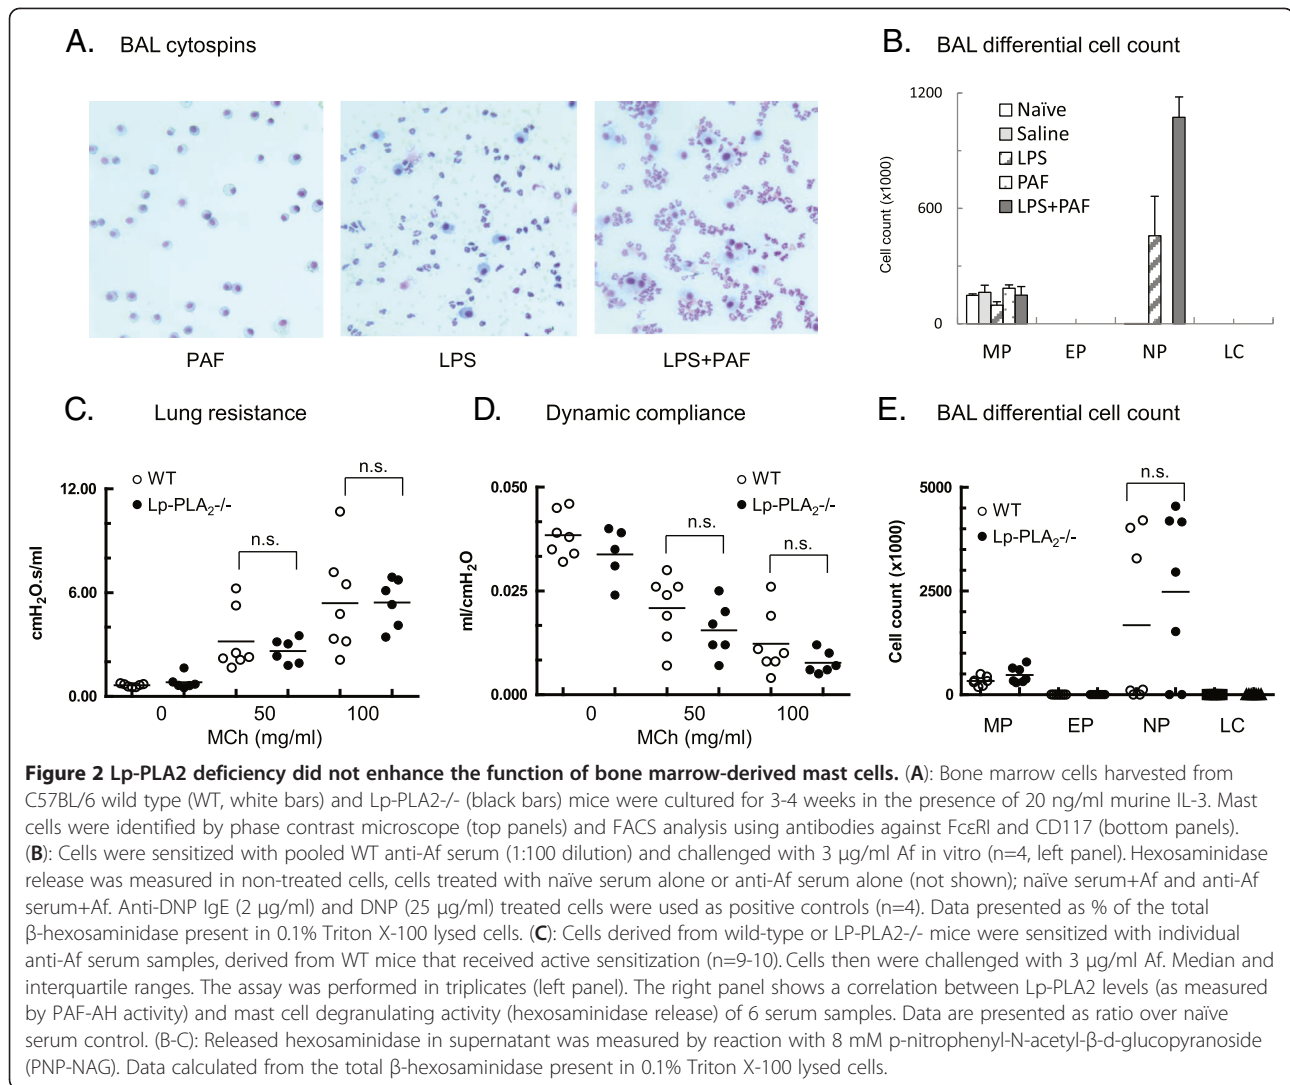 A. BAL cytospins
PAF
LPS
LPS+PAF
B. BAL differential cell count
Cell count (x1000)
1200
600
0
Naïve
Saline
LPS
PAF
LPS+PAF
MP EP NP LC
C. Lung resistance
cmH2O.s/ml
12.00
6.00
0.00
WT
Lp-PLA2-/-
n.s.
n.s.
0 50 100
MCh (mg/ml)
D. Dynamic compliance
ml/cmH2O
0.050
0.025
0.000
WT
Lp-PLA2-/-
n.s.
n.s.
0 50 100
MCh (mg/ml)
E. BAL differential cell count
Cell count (x1000)
5000
2500
0
WT
Lp-PLA2-/-
n.s.
MP EP NP LC
Figure 2 Lp-PLA2 deficiency did not enhance the function of bone marrow-derived mast cells. (A): Bone marrow cells harvested from
C57BL/6 wild type (WT, white bars) and Lp-PLA2-/- (black bars) mice were cultured for 3-4 weeks in the presence of 20 ng/ml murine IL-3. Mast
cells were identified by phase contrast microscope (top panels) and FACS analysis using antibodies against FcεRI and CD117 (bottom panels).
(B): Cells were sensitized with pooled WT anti-Af serum (1:100 dilution) and challenged with 3 μg/ml Af in vitro (n=4, left panel). Hexosaminidase
release was measured in non-treated cells, cells treated with naïve serum alone or anti-Af serum alone (not shown); naïve serum+Af and anti-Af
serum+Af. Anti-DNP IgE (2 μg/ml) and DNP (25 μg/ml) treated cells were used as positive controls (n=4). Data presented as % of the total
β-hexosaminidase present in 0.1% Triton X-100 lysed cells. (C): Cells derived from wild-type or LP-PLA2-/- mice were sensitized with individual
anti-Af serum samples, derived from WT mice that received active sensitization (n=9-10). Cells then were challenged with 3 μg/ml Af. Median and
interquartile ranges. The assay was performed in triplicates (left panel). The right panel shows a correlation between Lp-PLA2 levels (as measured
by PAF-AH activity) and mast cell degranulating activity (hexosaminidase release) of 6 serum samples. Data are presented as ratio over naïve
serum control. (B-C): Released hexosaminidase in supernatant was measured by reaction with 8 mM p-nitrophenyl-N-acetyl-β-d-glucopyranoside
(PNP-NAG). Data calculated from the total β-hexosaminidase present in 0.1% Triton X-100 lysed cells.